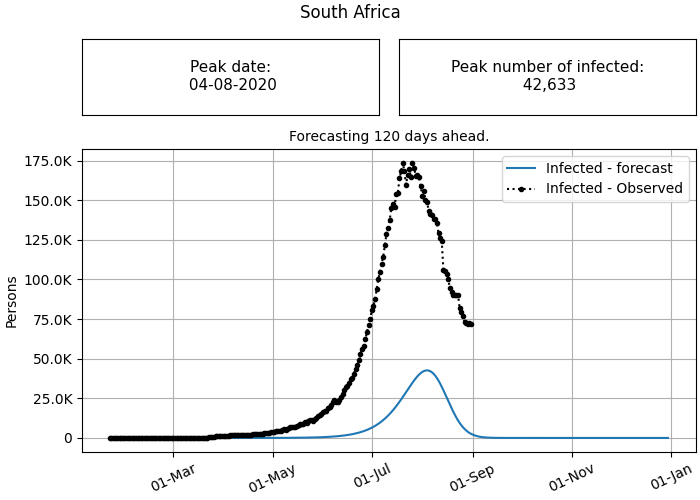 South Africa
Peak date:
04-08-2020
Peak number of infected:
42,633
Forecasting 120 days ahead.
Infected - forecast
Infected - Observed
Persons
175.0K
150.0K
125.0K
100.0K
75.0K
50.0K
25.0K
0
01-Mar
01-May
01-Jul
01-Sep
01-Nov
01-Jan